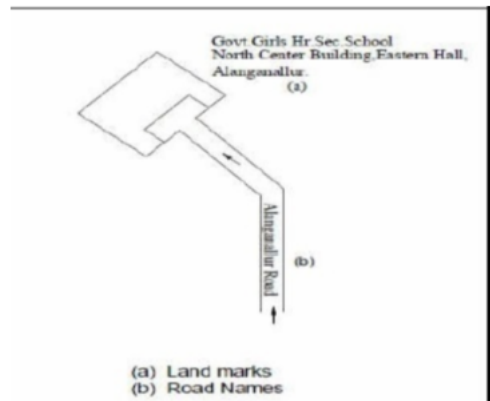 Govt Girls Hr Sec.School
North Center Building,Eastern Hall,
Alanganallur.
(a)
Alanganallur Road
(b)
(a) Land marks
(b) Road Names